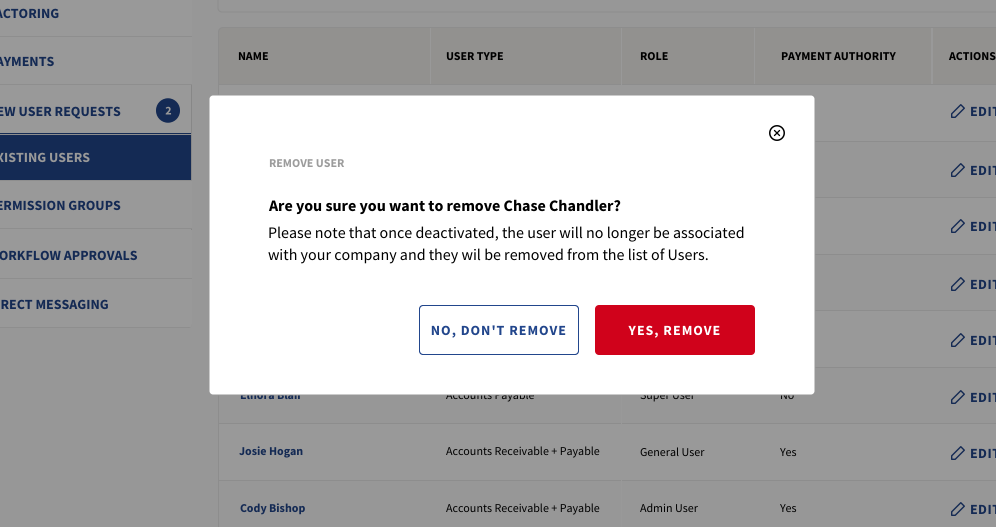 ACTORING
AYMENTS
EW USER REQUESTS 2
XISTING USERS
ERMISSION GROUPS
ORKFLOW APPROVALS
RECT MESSAGING
NAME USER TYPE ROLE PAYMENT AUTHORITY ACTIONS
EDIT
EDIT
EDIT
EDIT
EDIT
REMOVE USER
Are you sure you want to remove Chase Chandler?
Please note that once deactivated, the user will no longer be associated
with your company and they wil be removed from the list of Users.
NO, DON'T REMOVE YES, REMOVE
Accounts Payable Super User No EDIT
Josie Hogan Accounts Receivable + Payable General User Yes EDIT
Cody Bishop Accounts Receivable + Payable Admin User Yes EDIT